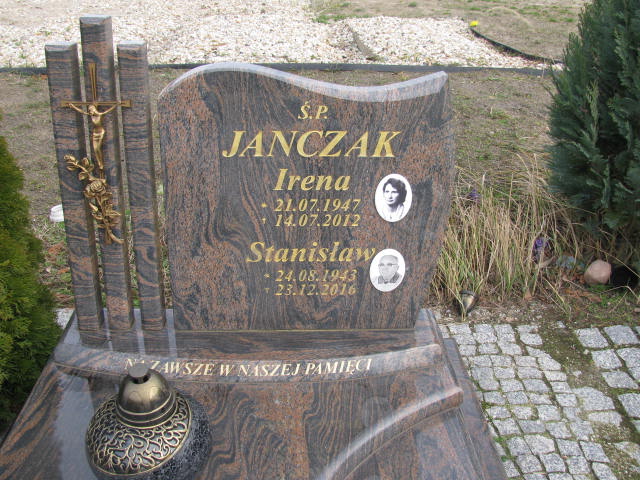 Ś.P.
JANCZAK
Irena
* 21.07.1947
† 14.07.2012
Stanisław
* 24.08.1943
† 23.12.2016
NA ZAWSZE W NASZEJ PAMIĘCI